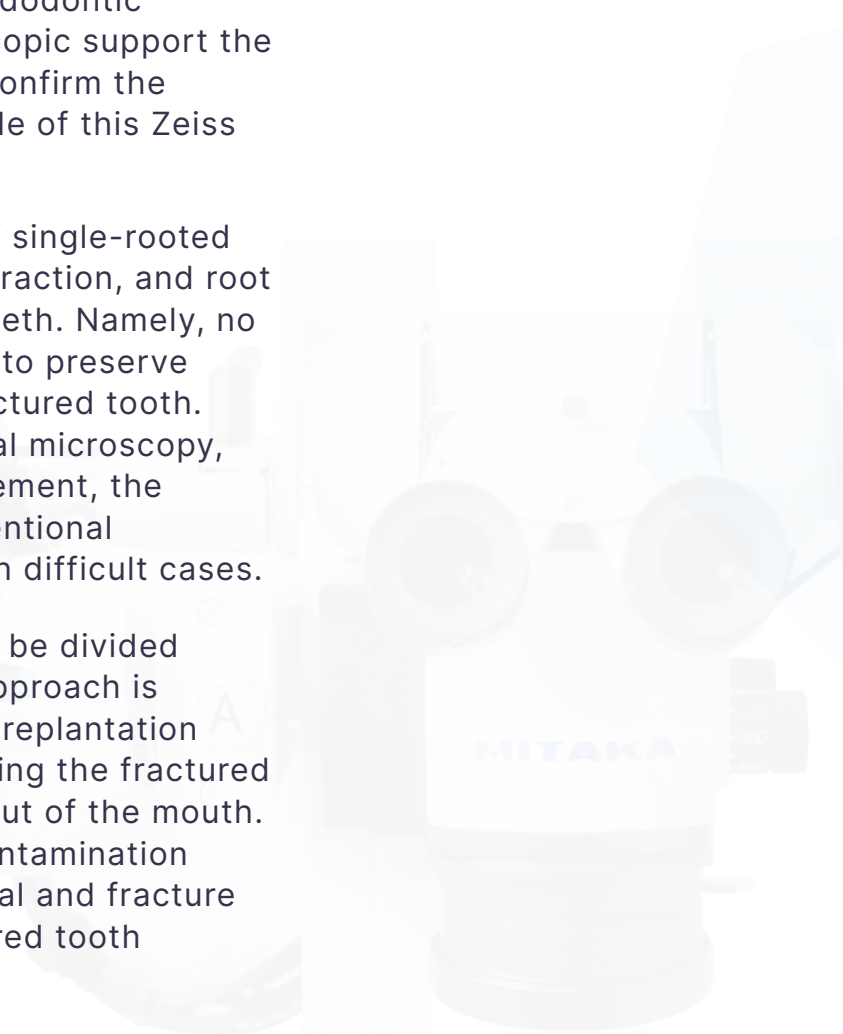 opic support the
onfirm the
le of this Zeiss
single-rooted
raction, and root
eth. Namely, no
to preserve
ctured tooth.
al microscopy,
ement, the
entional
n difficult cases.
be divided
pproach is
replantation
ing the fractured
ut of the mouth.
ntamination
al and fracture
red tooth
A
MITAKA
300